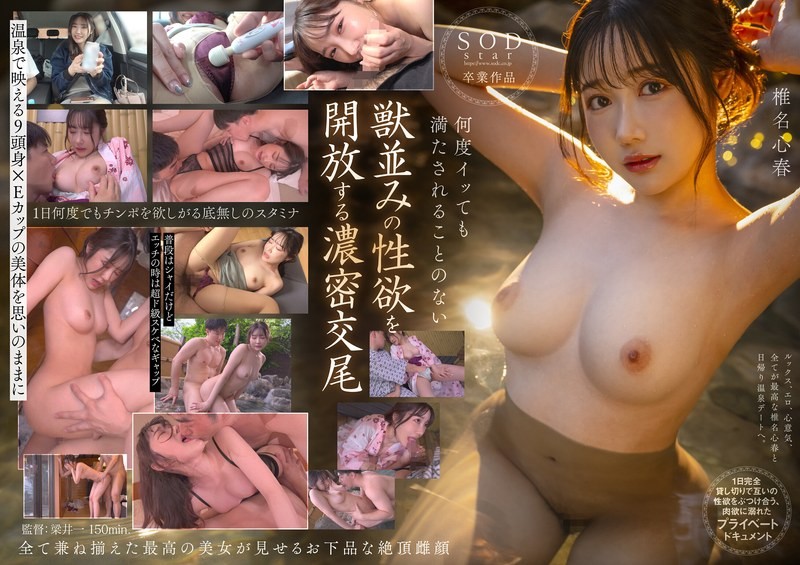 SOD
star
https://www.sod.co.jp
卒業作品
椎名心春
何度イッても
満たされることのない
獣並みの性欲を
開放する濃密交尾
ルックス、エロ、心意気、
全てが最高な椎名心春と
日帰り温泉デートへ。
1日完全
貸し切りで互いの
性欲をぶつけ合う、
肉欲に溺れた
プライベート
ドキュメント
温泉で映える9頭身×Eカップの美体を思いのままに
1日何度でもチンポを欲しがる底無しのスタミナ
普段はシャイだけど
エッチの時は超ド級スケベなギャップ
監督:梁井一 150min.
全て兼ね揃えた最高の美女が見せるお下品な絶頂雌顔